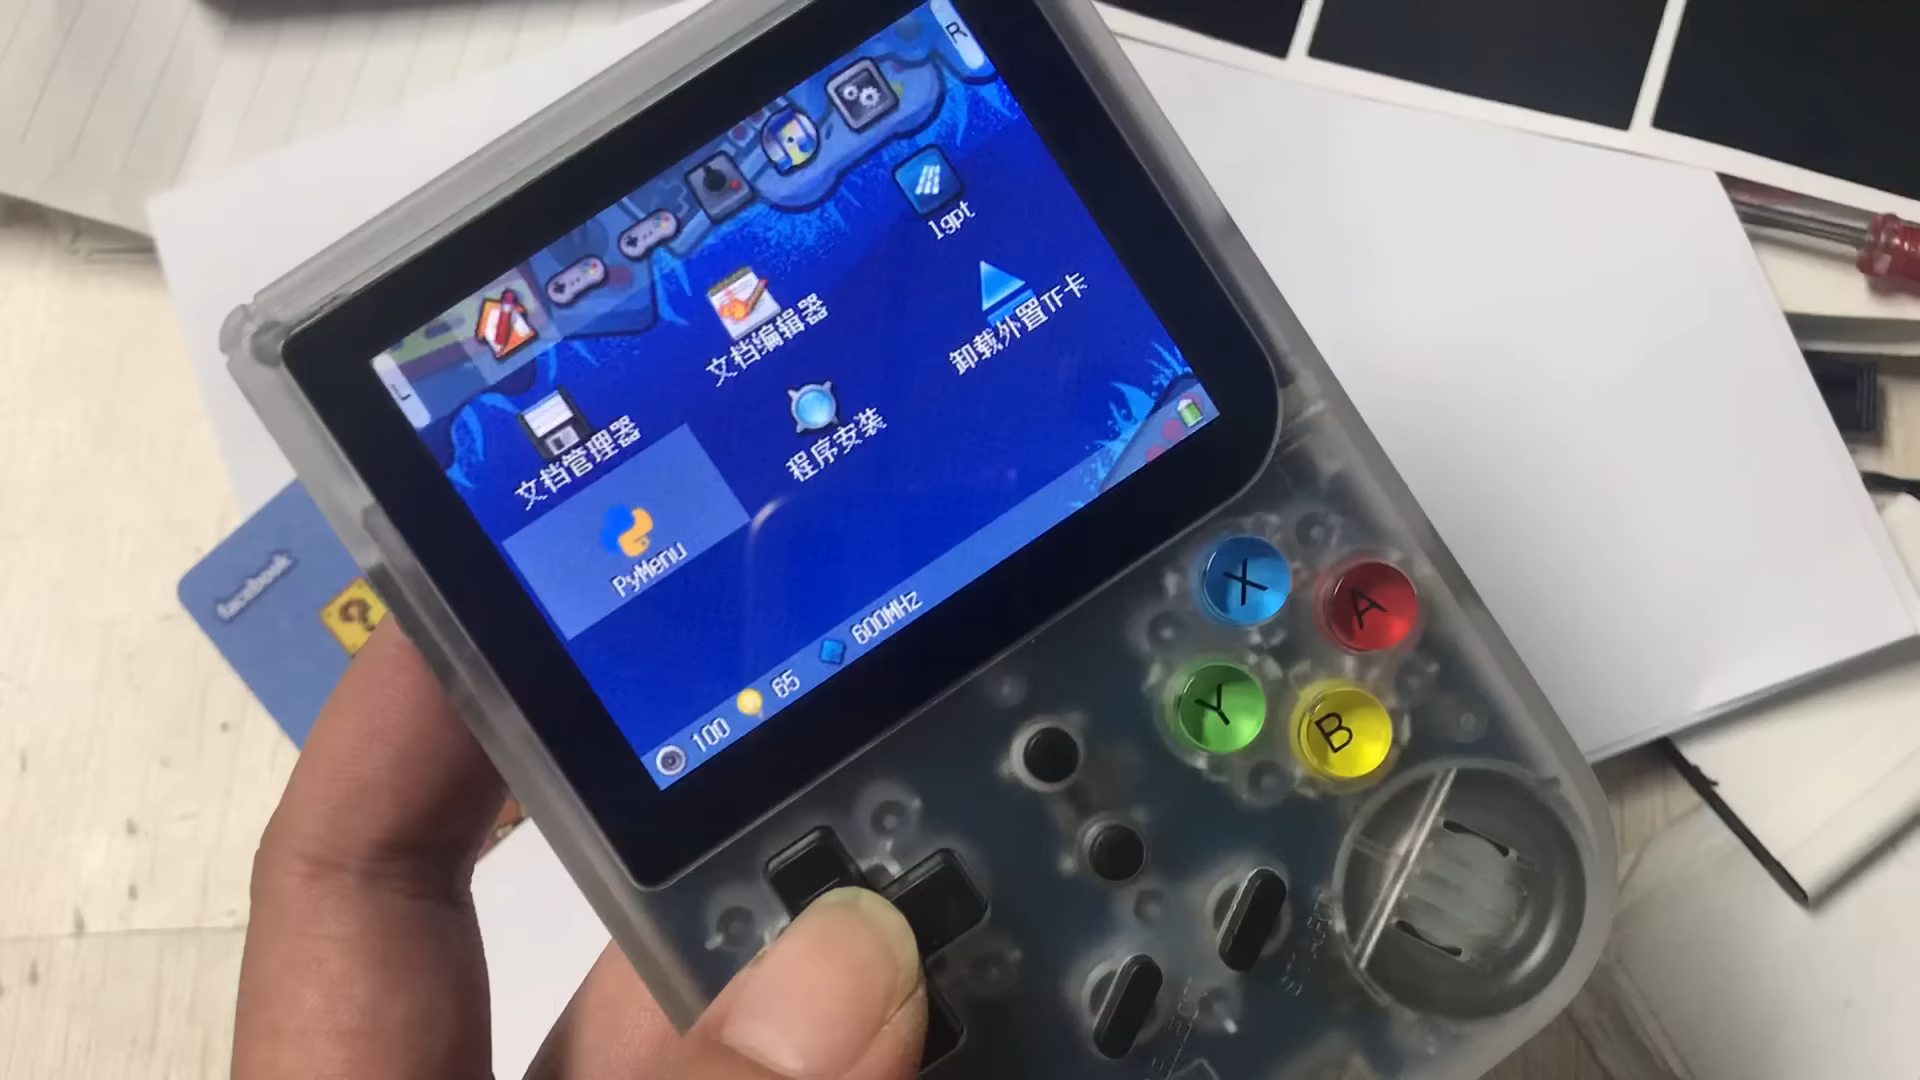 R
L
文档管理器
文档编辑器
lgpt
PyMenu
程序安装
卸载外置TF卡
100
65
600MHz
X
A
Y
B
facebook
?